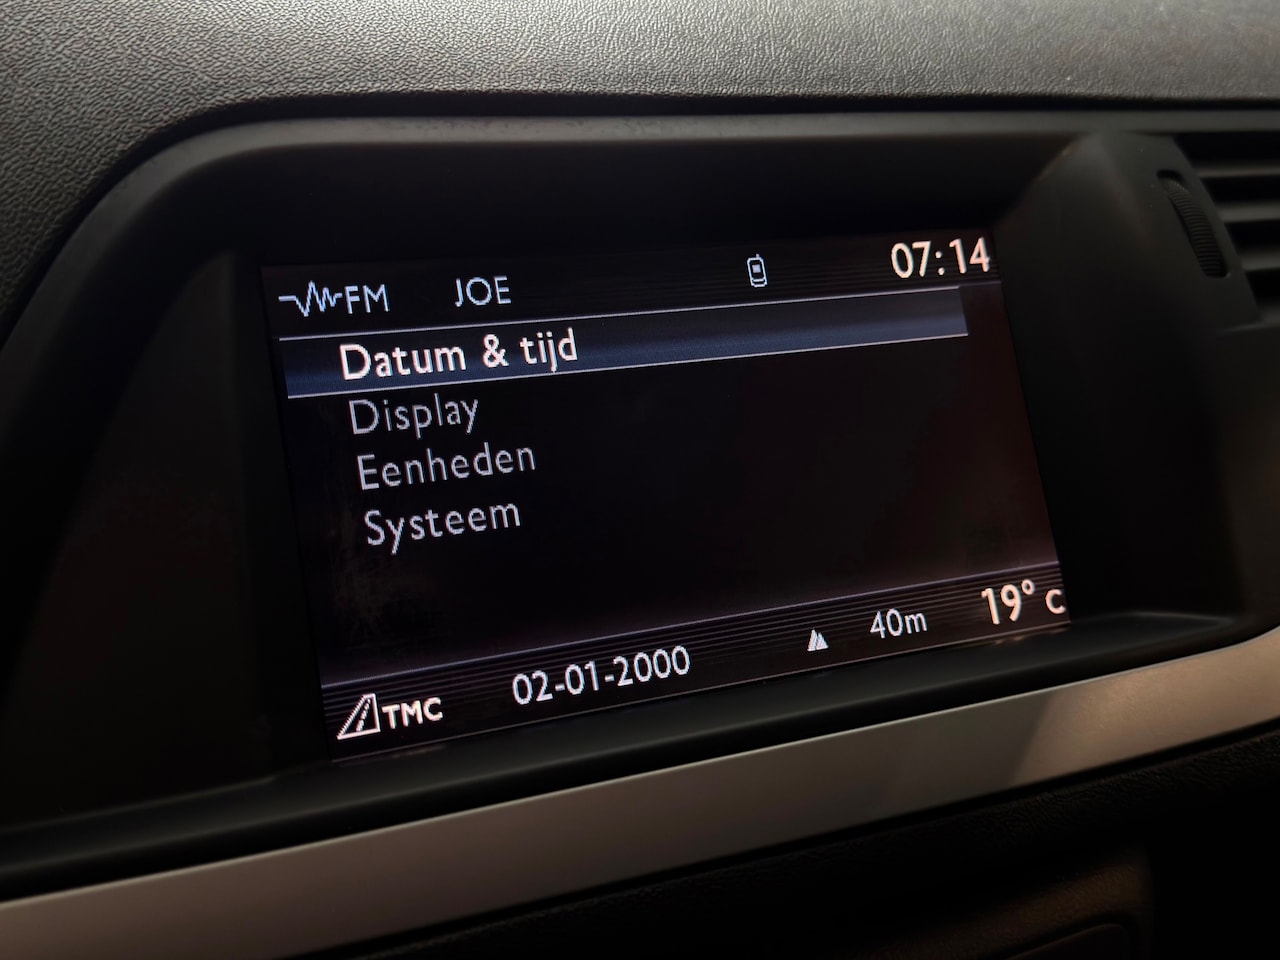 FM JOE 07:14
Datum & tijd
Display
Eenheden
Systeem
TMC 02-01-2000 40m 19° C